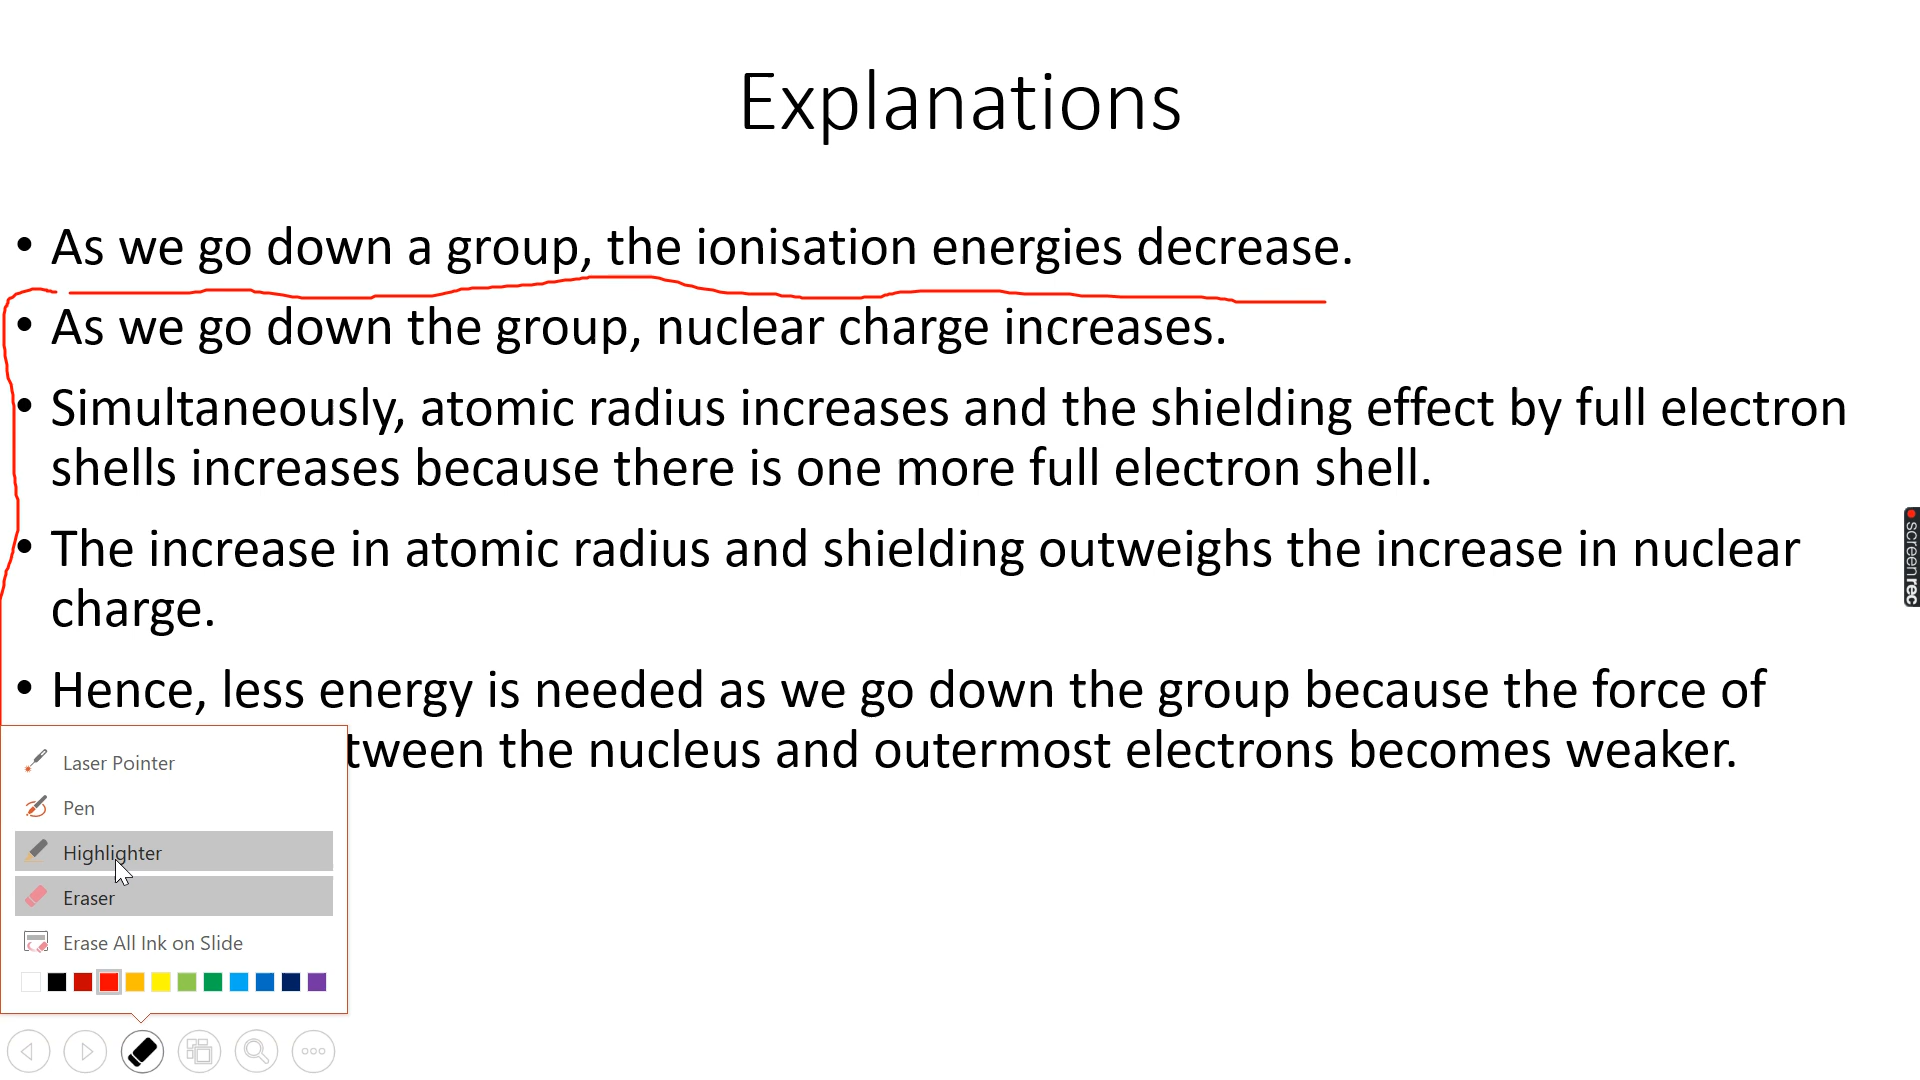 Explanations
• As we go down a group, the ionisation energies decrease.
• As we go down the group, nuclear charge increases.
• Simultaneously, atomic radius increases and the shielding effect by full electron
shells increases because there is one more full electron shell.
• The increase in atomic radius and shielding outweighs the increase in nuclear
charge.
• Hence, less energy is needed as we go down the group because the force of
tween the nucleus and outermost electrons becomes weaker.
Laser Pointer
Pen
Highlighter
Eraser
Erase All Ink on Slide
screenrec